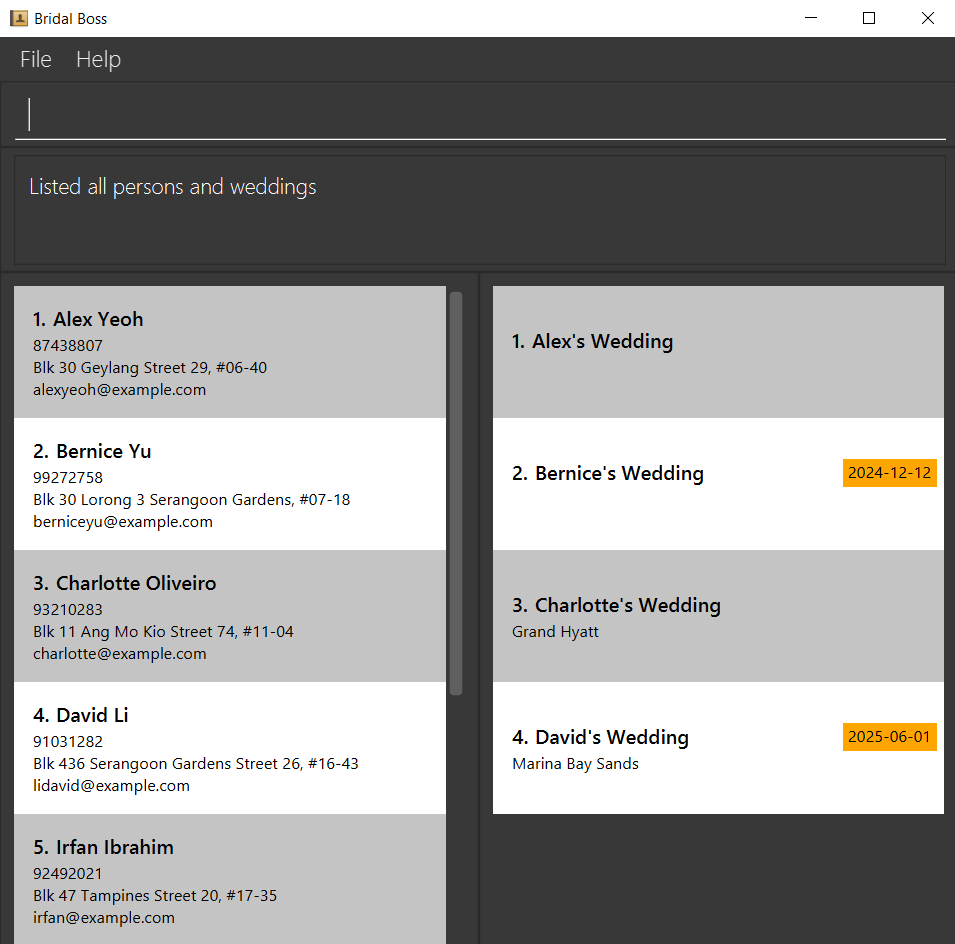 Bridal Boss
File Help
Listed all persons and weddings
1. Alex Yeoh
87438807
Blk 30 Geylang Street 29, #06-40
alexyeoh@example.com
2. Bernice Yu
99272758
Blk 30 Lorong 3 Serangoon Gardens, #07-18
berniceyu@example.com
3. Charlotte Oliveiro
93210283
Blk 11 Ang Mo Kio Street 74, #11-04
charlotte@example.com
4. David Li
91031282
Blk 436 Serangoon Gardens Street 26, #16-43
lidavid@example.com
5. Irfan Ibrahim
92492021
Blk 47 Tampines Street 20, #17-35
irfan@example.com
1. Alex's Wedding
2. Bernice's Wedding
2024-12-12
3. Charlotte's Wedding
Grand Hyatt
4. David's Wedding
2025-06-01
Marina Bay Sands